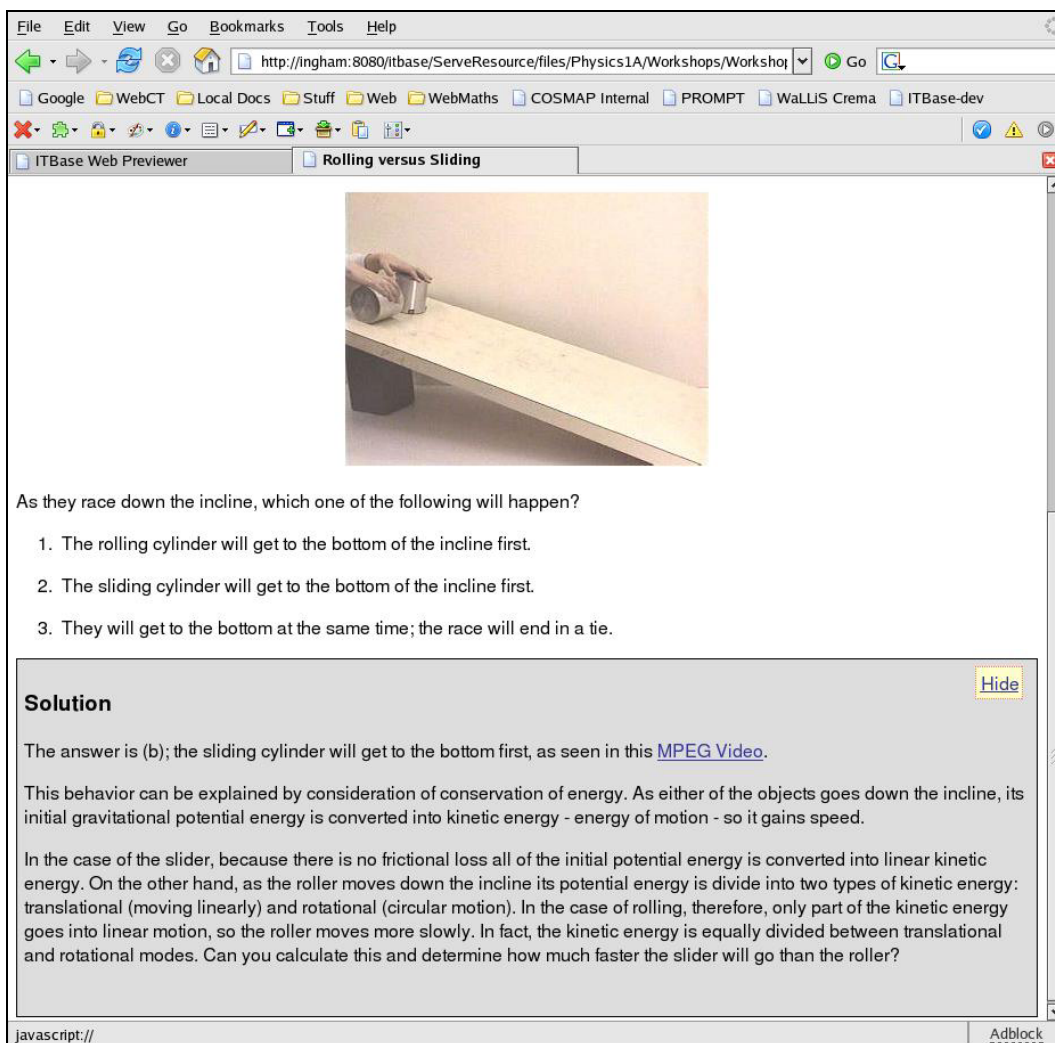 File Edit View Go Bookmarks Tools Help
http://ingham:8080/itbase/ServeResource/files/Physics1A/Workshops/Workshop Go G
Google WebCT Local Docs Stuff Web WebMaths COSMAP Internal PROMPT WaLLiS Crema ITBase-dev
ITBase Web Previewer Rolling versus Sliding
As they race down the incline, which one of the following will happen?
1. The rolling cylinder will get to the bottom of the incline first.
2. The sliding cylinder will get to the bottom of the incline first.
3. They will get to the bottom at the same time; the race will end in a tie.
Hide
Solution
The answer is (b); the sliding cylinder will get to the bottom first, as seen in this MPEG Video.
This behavior can be explained by consideration of conservation of energy. As either of the objects goes down the incline, its
initial gravitational potential energy is converted into kinetic energy - energy of motion - so it gains speed.
In the case of the slider, because there is no frictional loss all of the initial potential energy is converted into linear kinetic
energy. On the other hand, as the roller moves down the incline its potential energy is divide into two types of kinetic energy:
translational (moving linearly) and rotational (circular motion). In the case of rolling, therefore, only part of the kinetic energy
goes into linear motion, so the roller moves more slowly. In fact, the kinetic energy is equally divided between translational
and rotational modes. Can you calculate this and determine how much faster the slider will go than the roller?
javascript:// Adblock